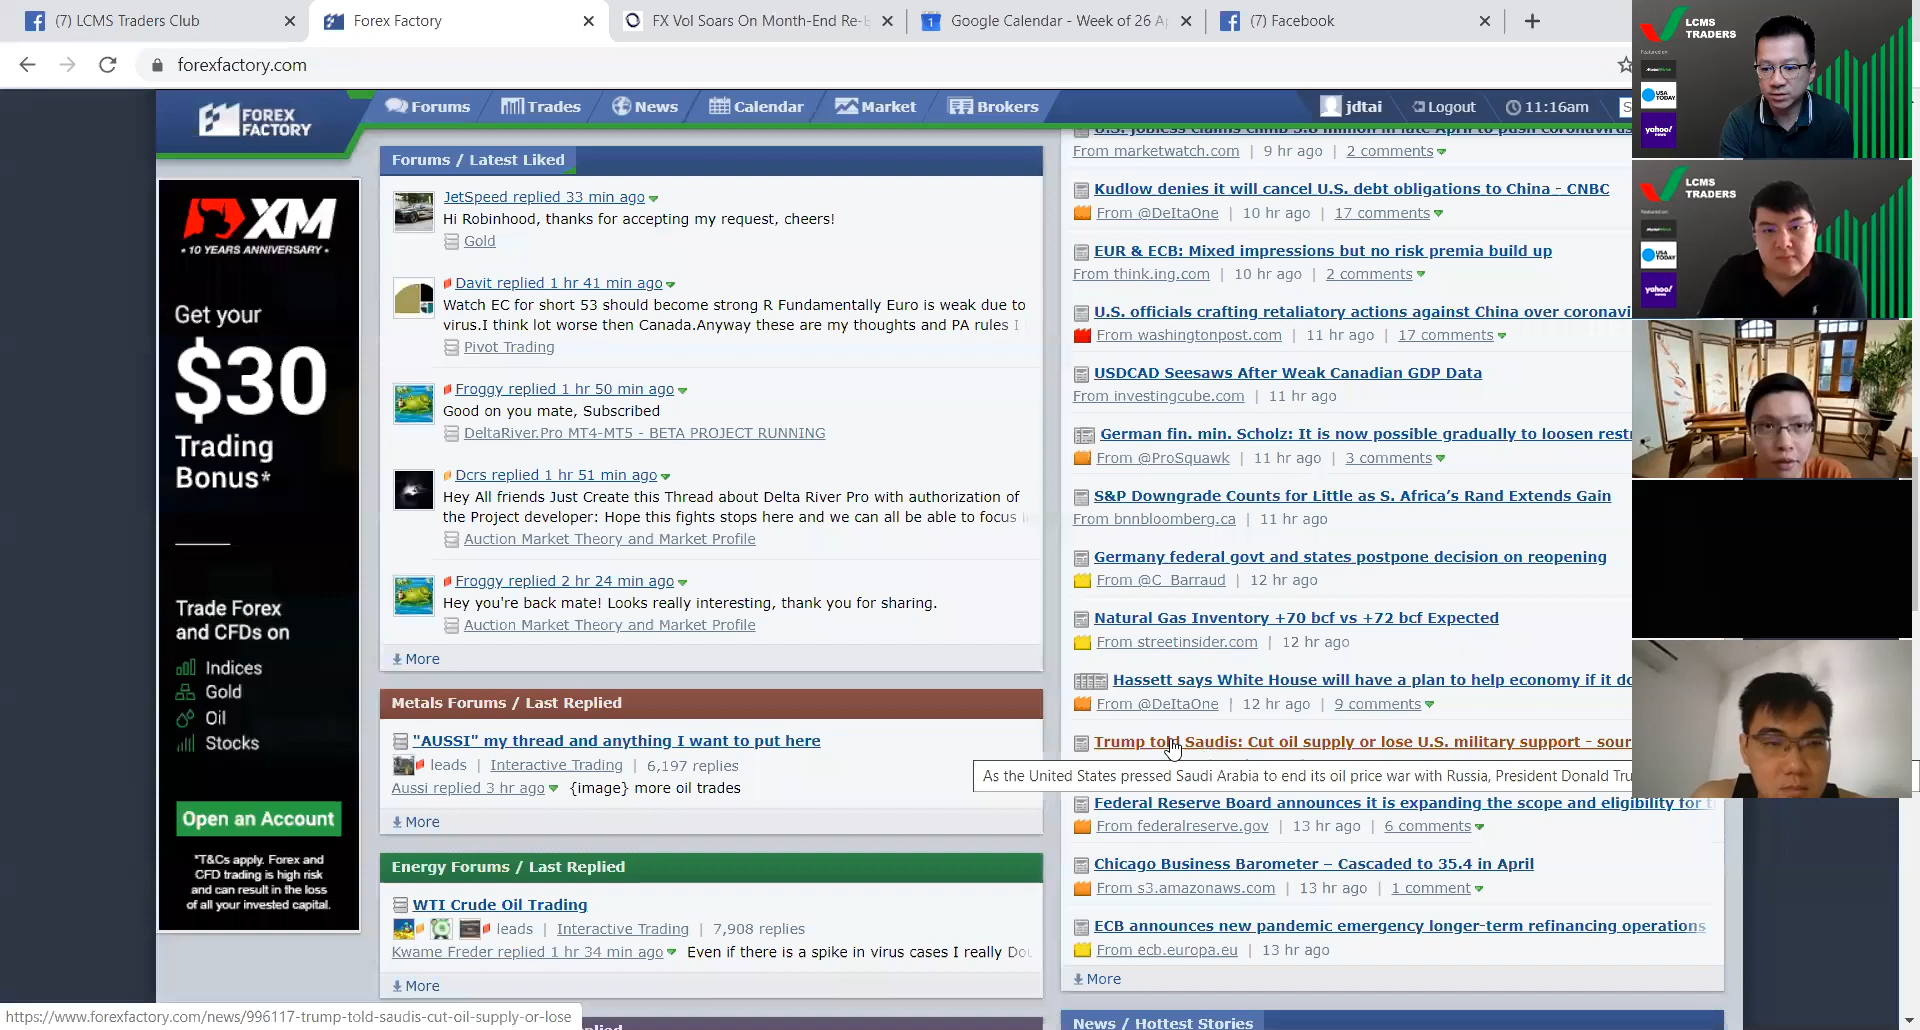 (7) LCMS Traders Club
Forex Factory
FX Vol Soars On Month-End Re-E
Google Calendar - Week of 26 A
(7) Facebook
forexfactory.com
FOREX
FACTORY
Forums
Trades
News
Calendar
Market
Brokers
jdtai
Logout
11:16am
XM
• 10 YEARS ANNIVERSARY •
Get your
$30
Trading
Bonus*
Trade Forex
and CFDs on
Indices
Gold
Oil
Stocks
Open an Account
*T&Cs apply. Forex and
CFD trading is high risk
and can result in the loss
of all your invested capital.
Forums / Latest Liked
JetSpeed replied 33 min ago
Hi Robinhood, thanks for accepting my request, cheers!
Gold
Davit replied 1 hr 41 min ago
Watch EC for short 53 should become strong R Fundamentally Euro is weak due to
virus.I think lot worse then Canada.Anyway these are my thoughts and PA rules I
Pivot Trading
Froggy replied 1 hr 50 min ago
Good on you mate, Subscribed
DeltaRiver.Pro MT4-MT5 - BETA PROJECT RUNNING
Dcrs replied 1 hr 51 min ago
Hey All friends Just Create this Thread about Delta River Pro with authorization of
the Project developer: Hope this fights stops here and we can all be able to focus
Auction Market Theory and Market Profile
Froggy replied 2 hr 24 min ago
Hey you're back mate! Looks really interesting, thank you for sharing.
Auction Market Theory and Market Profile
More
Metals Forums / Last Replied
"AUSSI" my thread and anything I want to put here
leads | Interactive Trading | 6,197 replies
Aussi replied 3 hr ago {image} more oil trades
More
Energy Forums / Last Replied
WTI Crude Oil Trading
leads | Interactive Trading | 7,908 replies
Kwame Freder replied 1 hr 34 min ago Even if there is a spike in virus cases I really Dou
More
U.S. jobless claims climb 3.8 million in late April to push coronavirus
From marketwatch.com | 9 hr ago | 2 comments
Kudlow denies it will cancel U.S. debt obligations to China - CNBC
From @DeItaOne | 10 hr ago | 17 comments
EUR & ECB: Mixed impressions but no risk premia build up
From think.ing.com | 10 hr ago | 2 comments
U.S. officials crafting retaliatory actions against China over coronavi
From washingtonpost.com | 11 hr ago | 17 comments
USDCAD Seesaws After Weak Canadian GDP Data
From investingcube.com | 11 hr ago
German fin. min. Scholz: It is now possible gradually to loosen restr
From @ProSquawk | 11 hr ago | 3 comments
S&P Downgrade Counts for Little as S. Africa's Rand Extends Gain
From bnnbloomberg.ca | 11 hr ago
Germany federal govt and states postpone decision on reopening
From @C_Barraud | 12 hr ago
Natural Gas Inventory +70 bcf vs +72 bcf Expected
From streetinsider.com | 12 hr ago
Hassett says White House will have a plan to help economy if it do
From @DeItaOne | 12 hr ago | 9 comments
Trump told Saudis: Cut oil supply or lose U.S. military support - sour
As the United States pressed Saudi Arabia to end its oil price war with Russia, President Donald Tru
Federal Reserve Board announces it is expanding the scope and eligibility for t
From federalreserve.gov | 13 hr ago | 6 comments
Chicago Business Barometer – Cascaded to 35.4 in April
From s3.amazonaws.com | 13 hr ago | 1 comment
ECB announces new pandemic emergency longer-term refinancing operations
From ecb.europa.eu | 13 hr ago
More
News / Hottest Stories
https://www.forexfactory.com/news/996117-trump-told-saudis-cut-oil-supply-or-lose
LCMS
TRADERS
USA
TODAY
yahoo!
LCMS
TRADERS
USA
TODAY
yahoo!